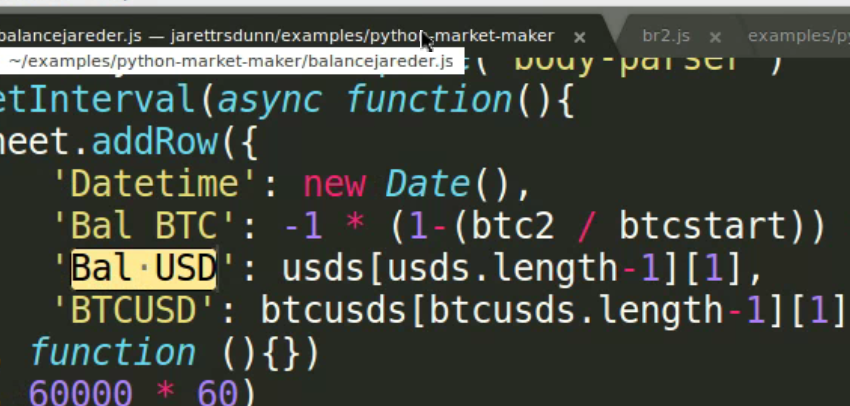 balancejareder.js — jarettrsdunn/examples/python-market-maker × br2.js × examples/py
~/examples/python-market-maker/balancejareder.js
( body-parser )
etInterval(async function(){
heet.addRow({
'Datetime': new Date(),
'Bal BTC': -1 * (1-(btc2 / btcstart))
'Bal·USD': usds[usds.length-1][1],
'BTCUSD': btcusds[btcusds.length-1][1]
function (){})
60000 * 60)